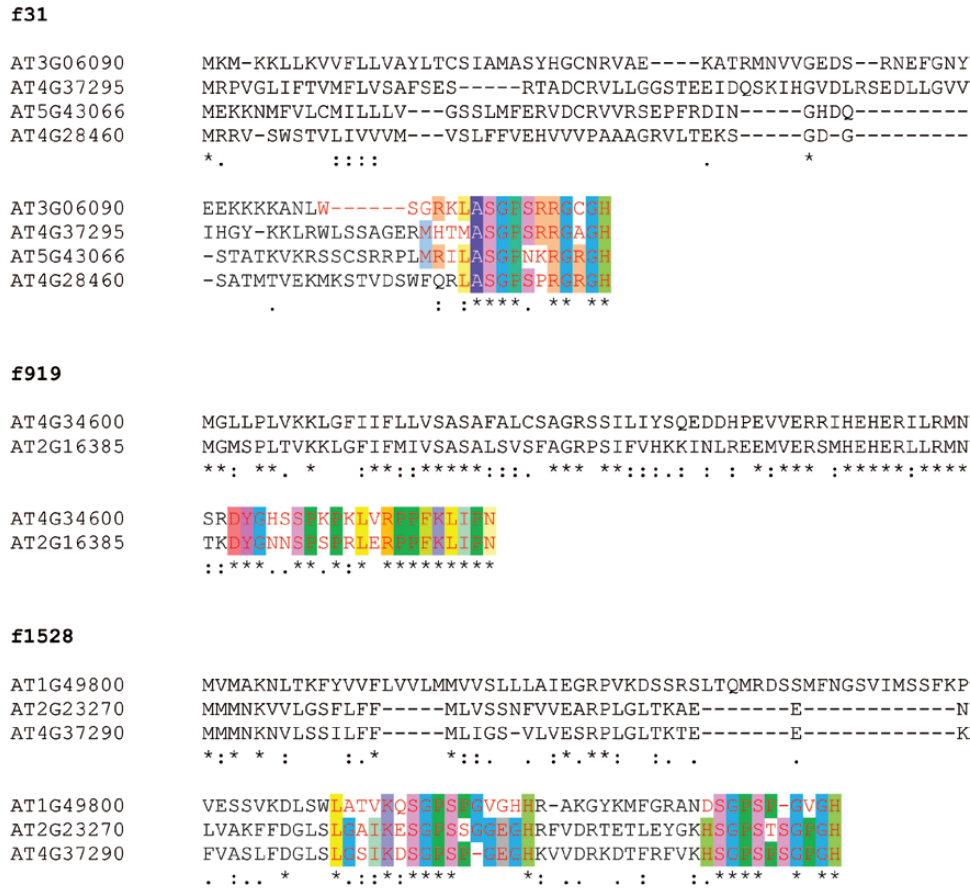 f31
AT3G06090 MKM-KKLLKVVFLLVAYLTCSIAMASYHGCNRVAE----KATRMNVVGEDS--RNEFGNY
AT4G37295 MRPVGLIFTVMFLVSAFSES-----RTADCRVLLGGSTEEIDQSKIHGVDLRSEDLLGVV
AT5G43066 MEKKNMFVLCMILLLV---GSSLMFERVDCRVVRSEPFRDIN-----GHDQ---------
AT4G28460 MRRV-SWSTVLIVVVM---VSLFFVEHVVVPAAAGRVLTEKS-----GD-G---------
*. :::: . *
AT3G06090 EEKKKKANLW------SGRKLASGPSRRGCGH
AT4G37295 IHGY-KKLRWLSSAGERMHTMASGPSRRGAGH
AT5G43066 -STATKVKRSSCSRRPLMRILASGPNKRGRGH
AT4G28460 -SATMTVEKMKSTVDSWFQRLASGPSPRGRGH
. : :****. ** **
f919
AT4G34600 MGLLPLVKKLGFIIFLLVSASAFALCSAGRSSILIYSQEDDHPEVVERRIHEHERILRMN
AT2G16385 MGMSPLTVKKLGFIFMIVSASALSVSFAGRPSIFVHKKINLREEMVERSMHEHERLLRMN
**: **. * :**::*****:::. *** **:::.: : : *:*** :*****:****
AT4G34600 SRDYGHSSPKPKLVRPPFKLIPN
AT2G16385 TKDYGNNSPSPRLERPPFKLIPN
::***..**.*:* *********
f1528
AT1G49800 MVMAKNLTKFYVVFLVVLMMVVSLLLAIEGRPVKDSSRSLTQMRDSSMFNGSVIMSSFKP
AT2G23270 MMMNKVVLGSFLFF-----MLVSSNFVVEARPLGLTKAE-------E-----------N
AT4G37290 MMMNKNVLSSILFF-----MLIGS-VLVESRPLGLTKTE-------E-----------K
*:* * : :.* *::. :*.**: :. .
AT1G49800 VESSVKDLSWLATVKQSGPSPGVGHHR-AKGYKMFGRANDSGPSP-GVGH
AT2G23270 LVAKFFDGLSLGAIKESGPSSGGEGHRFVDRTETLEYGKHSGPSTSGPGH
AT4G37290 FVASLFDGLSLGSIKDSGPSP-GEGHKVVDRKDTFRFVKHSGPSPSGPGH
. :.. * *.::*:**** *: .. . : :.**** * **